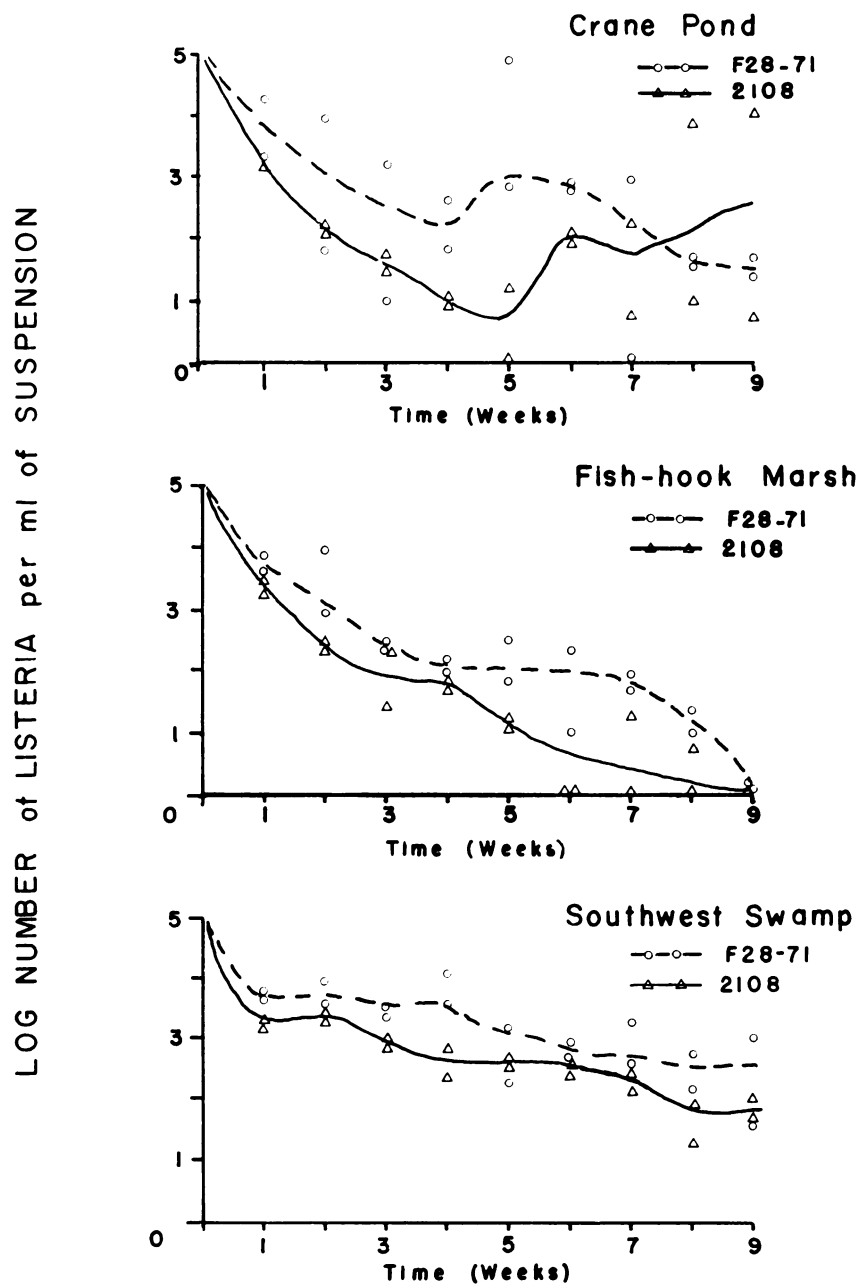 LOG NUMBER of LISTERIA per ml of SUSPENSION
Crane Pond
F28-71
2108
5
3
1
0
1 3 5 7 9
Time (Weeks)
Fish-hook Marsh
F28-71
2108
5
3
1
0
1 3 5 7 9
Time (Weeks)
Southwest Swamp
F28-71
2108
5
3
1
0
1 3 5 7 9
Time (Weeks)